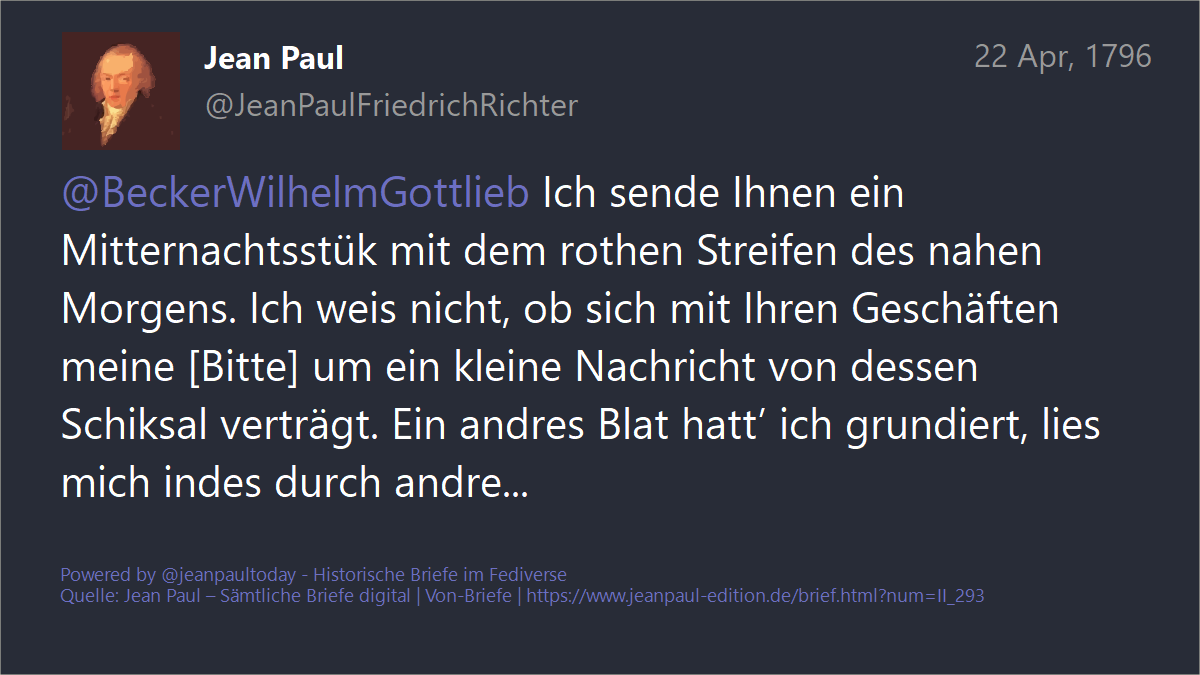 Jean Paul
22 Apr, 1796
@JeanPaulFriedrichRichter
@BeckerWilhelmGottlieb Ich sende Ihnen ein
Mitternachtsstük mit dem rothen Streifen des nahen
Morgens. Ich weis nicht, ob sich mit Ihren Geschäften
meine [Bitte] um ein kleine Nachricht von dessen
Schiksal verträgt. Ein andres Blat hatt’ ich grundiert, lies
mich indes durch andre...
Powered by @jeanpaultoday - Historische Briefe im Fediverse
Quelle: Jean Paul – Sämtliche Briefe digital | Von-Briefe | https://www.jeanpaul-edition.de/brief.html?num=II_293